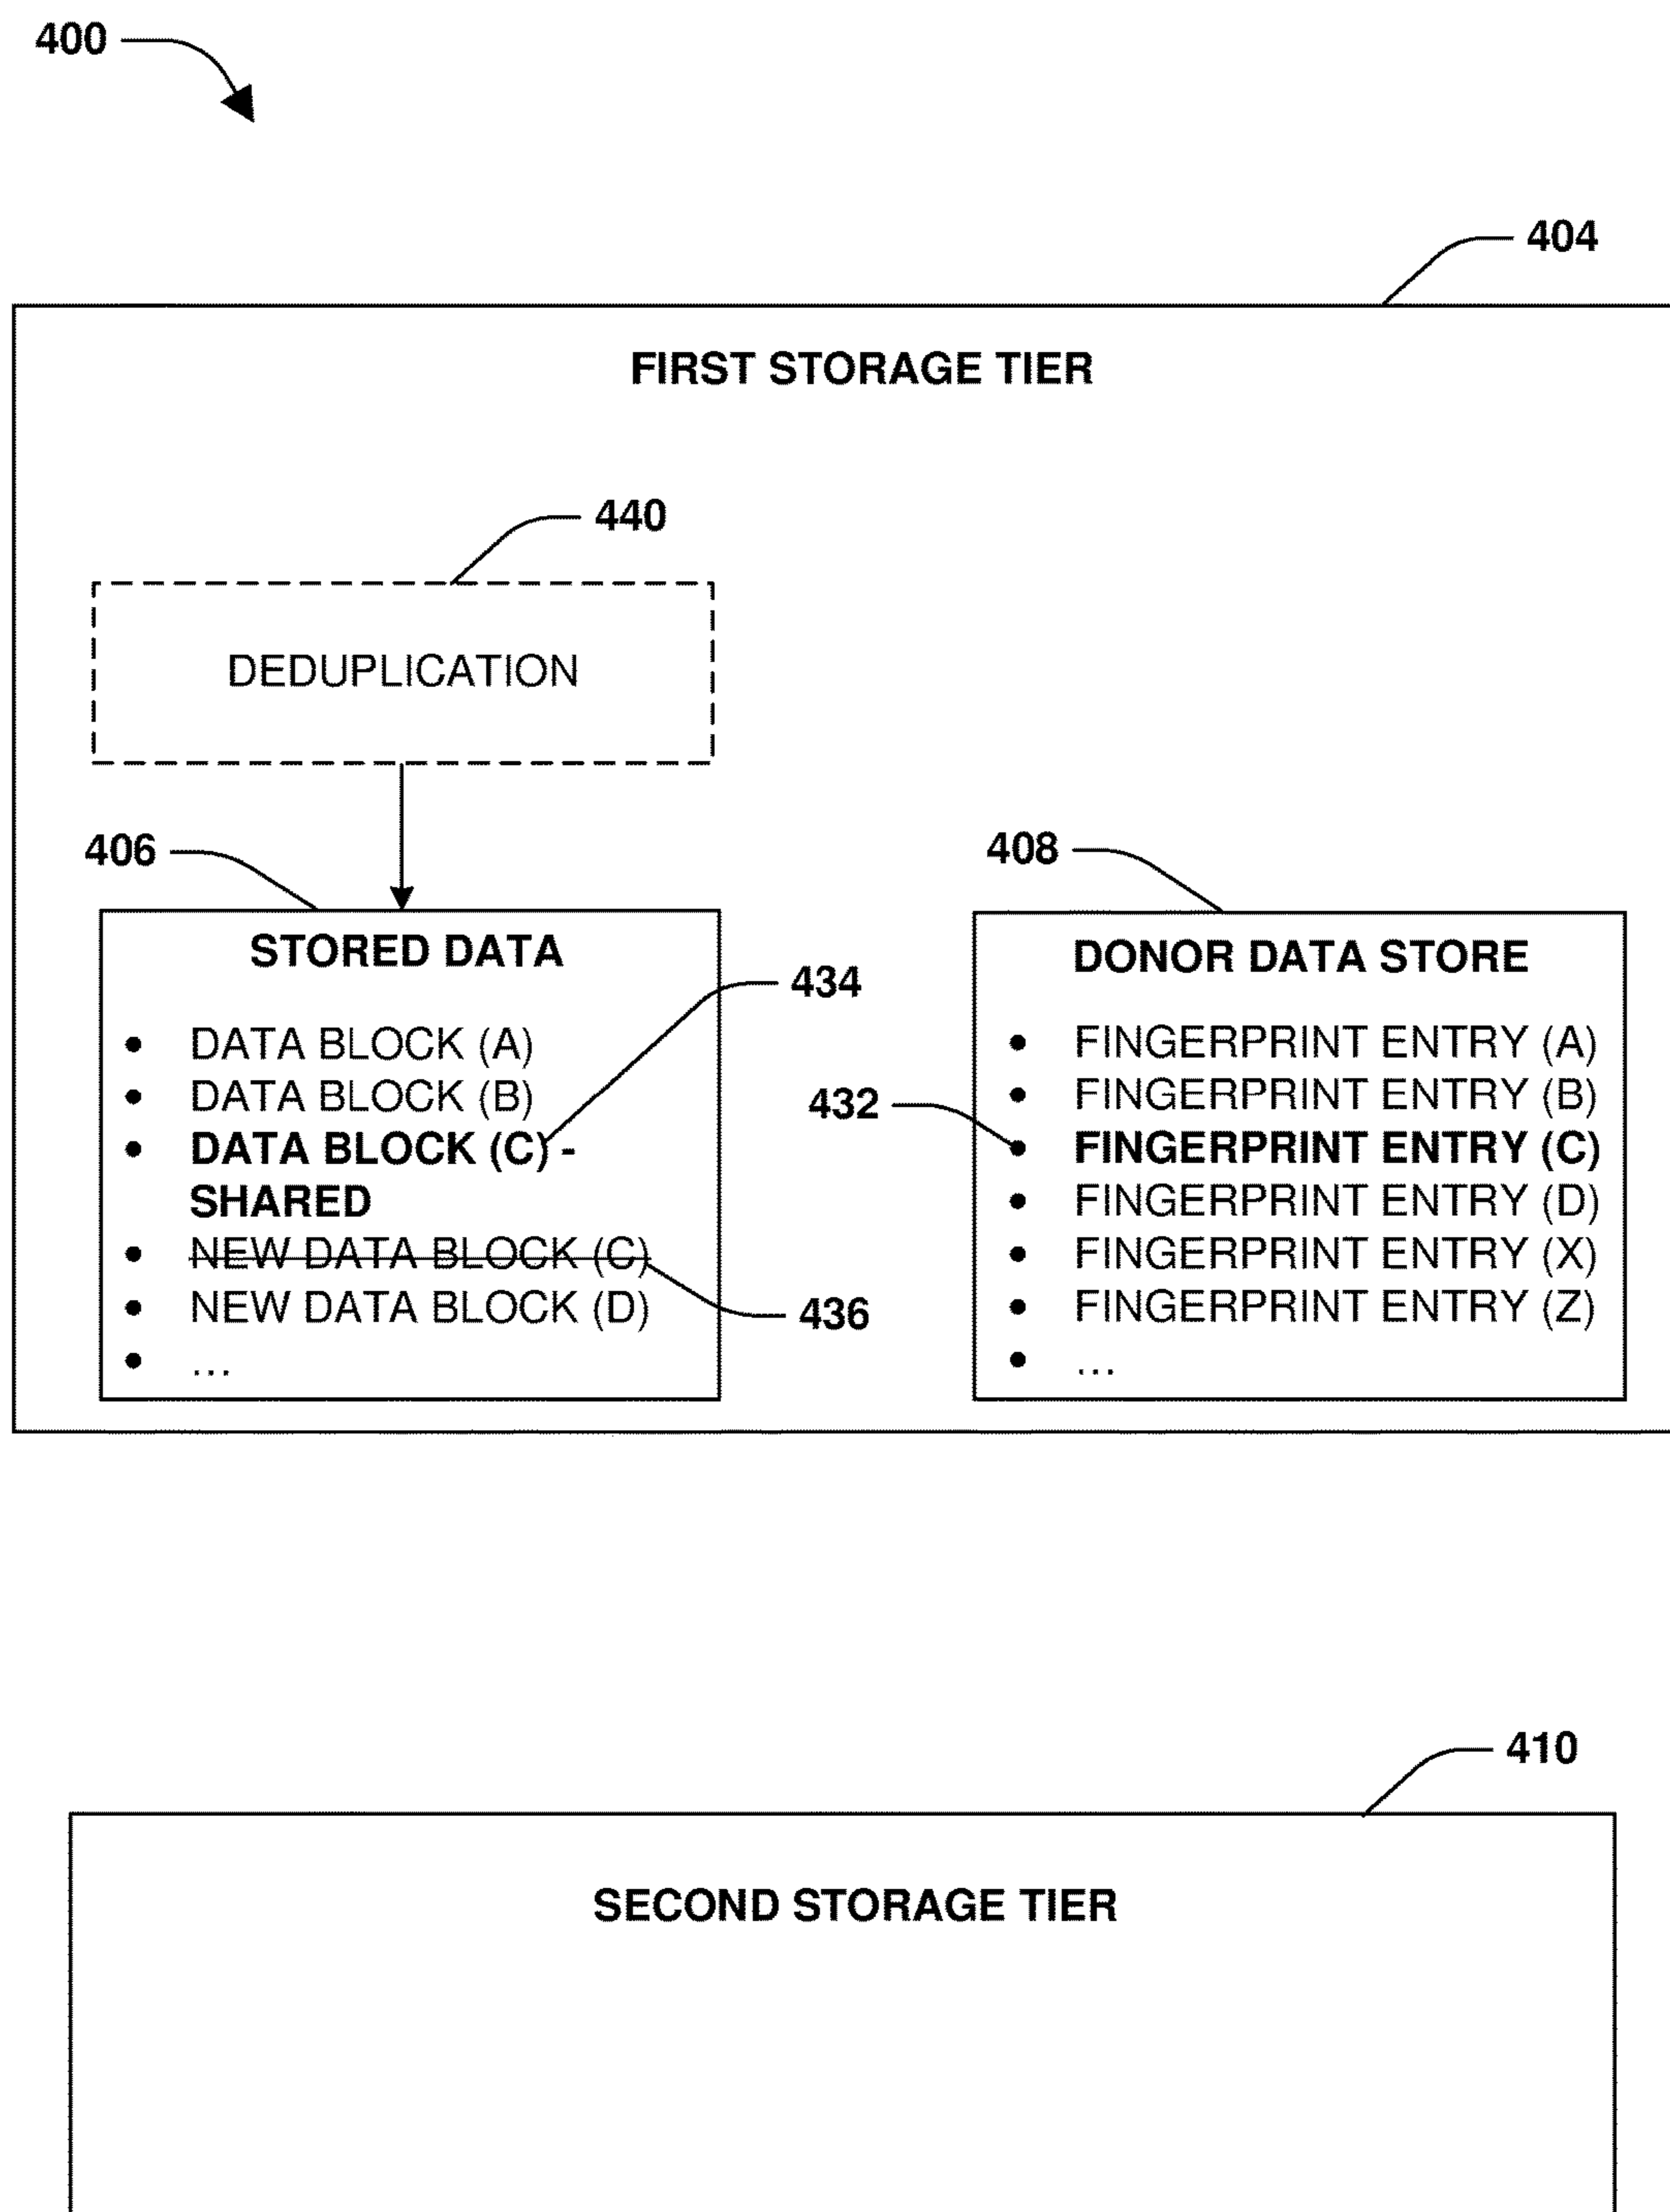 400
404
FIRST STORAGE TIER
440
DEDUPLICATION
406
STORED DATA
434
• DATA BLOCK (A)
• DATA BLOCK (B)
• DATA BLOCK (C) -
SHARED
• NEW DATA BLOCK (C)
• NEW DATA BLOCK (D)
• ...
436
408
DONOR DATA STORE
432
• FINGERPRINT ENTRY (A)
• FINGERPRINT ENTRY (B)
• FINGERPRINT ENTRY (C)
• FINGERPRINT ENTRY (D)
• FINGERPRINT ENTRY (X)
• FINGERPRINT ENTRY (Z)
• ...
410
SECOND STORAGE TIER